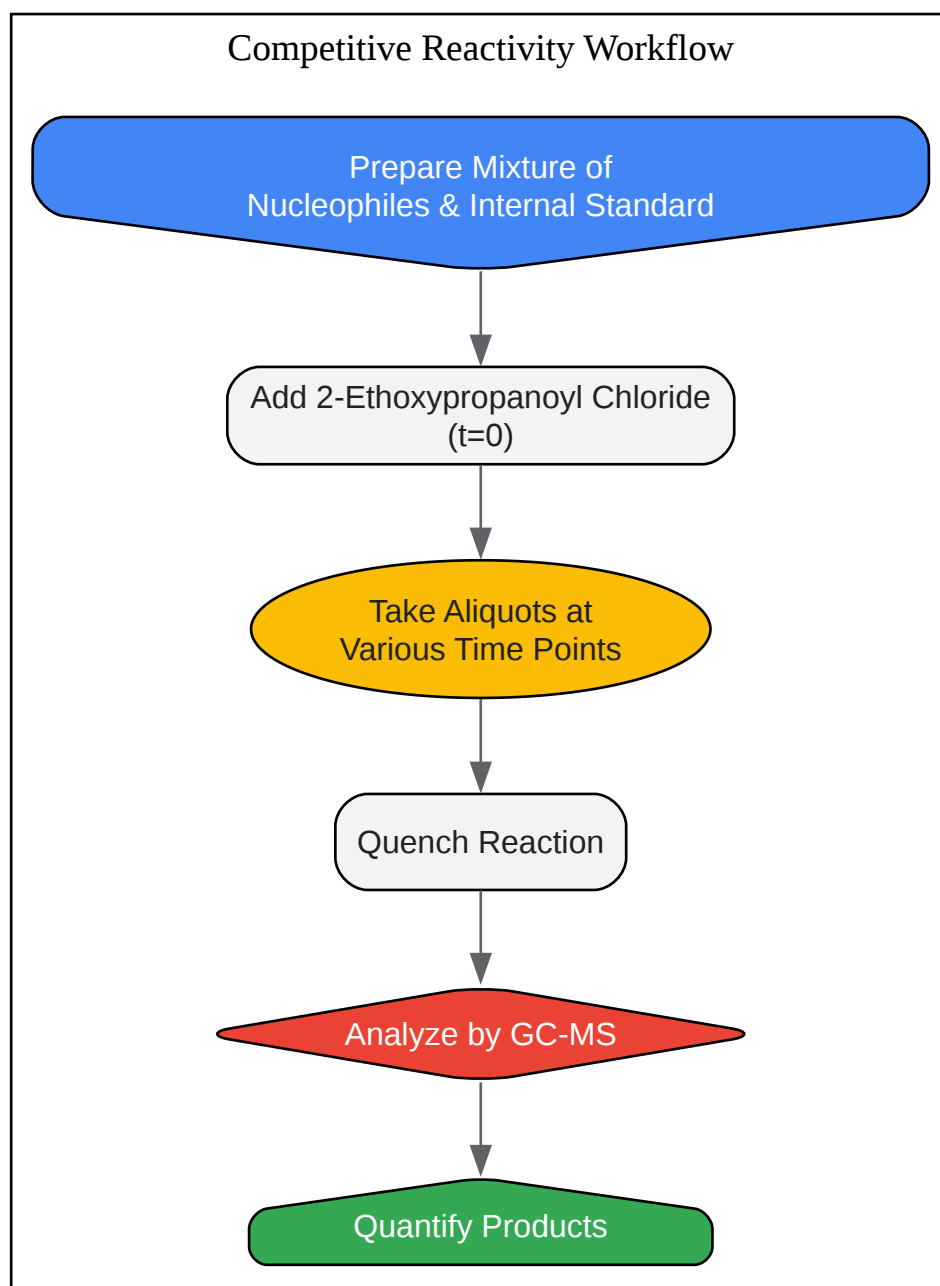 Competitive Reactivity Workflow
Prepare Mixture of
Nucleophiles & Internal Standard
Add 2-Ethoxypropanoyl Chloride
(t=0)
Take Aliquots at
Various Time Points
Quench Reaction
Analyze by GC-MS
Quantify Products